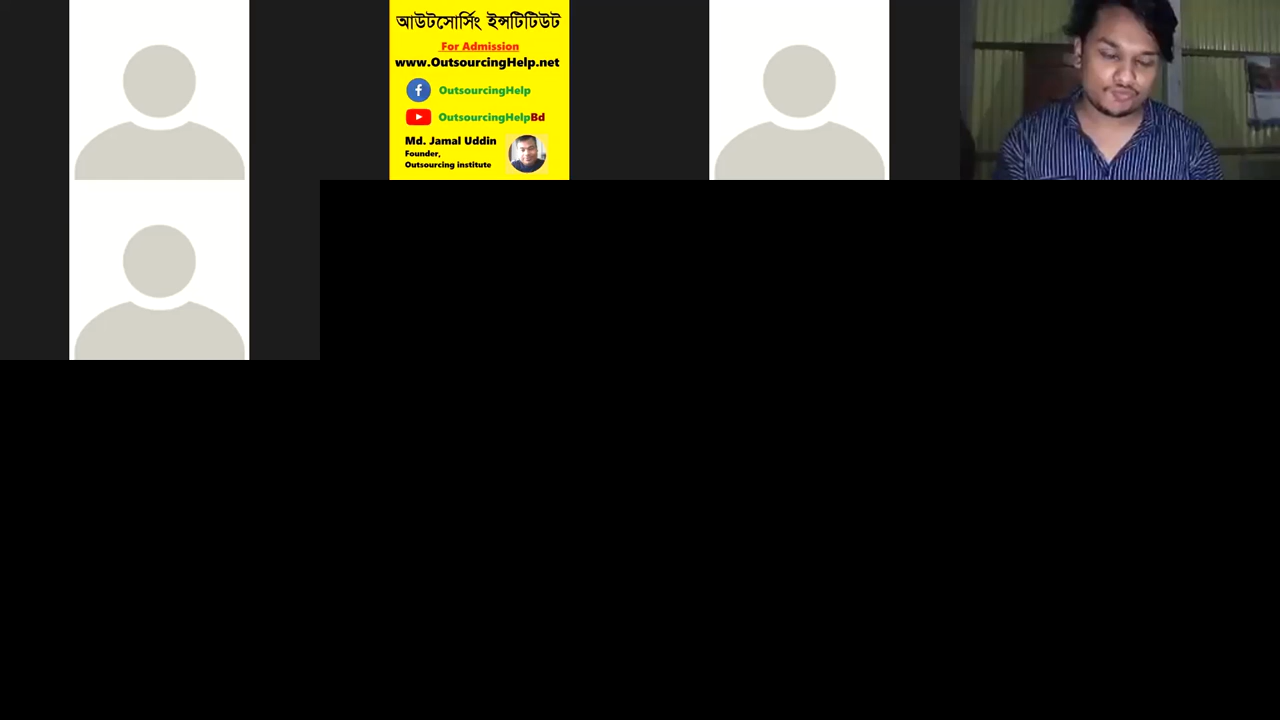 আউটসোর্সিং ইন্সটিটিউট
For Admission
www.OutsourcingHelp.net
OutsourcingHelp
OutsourcingHelpBd
Md. Jamal Uddin
Founder,
Outsourcing institute